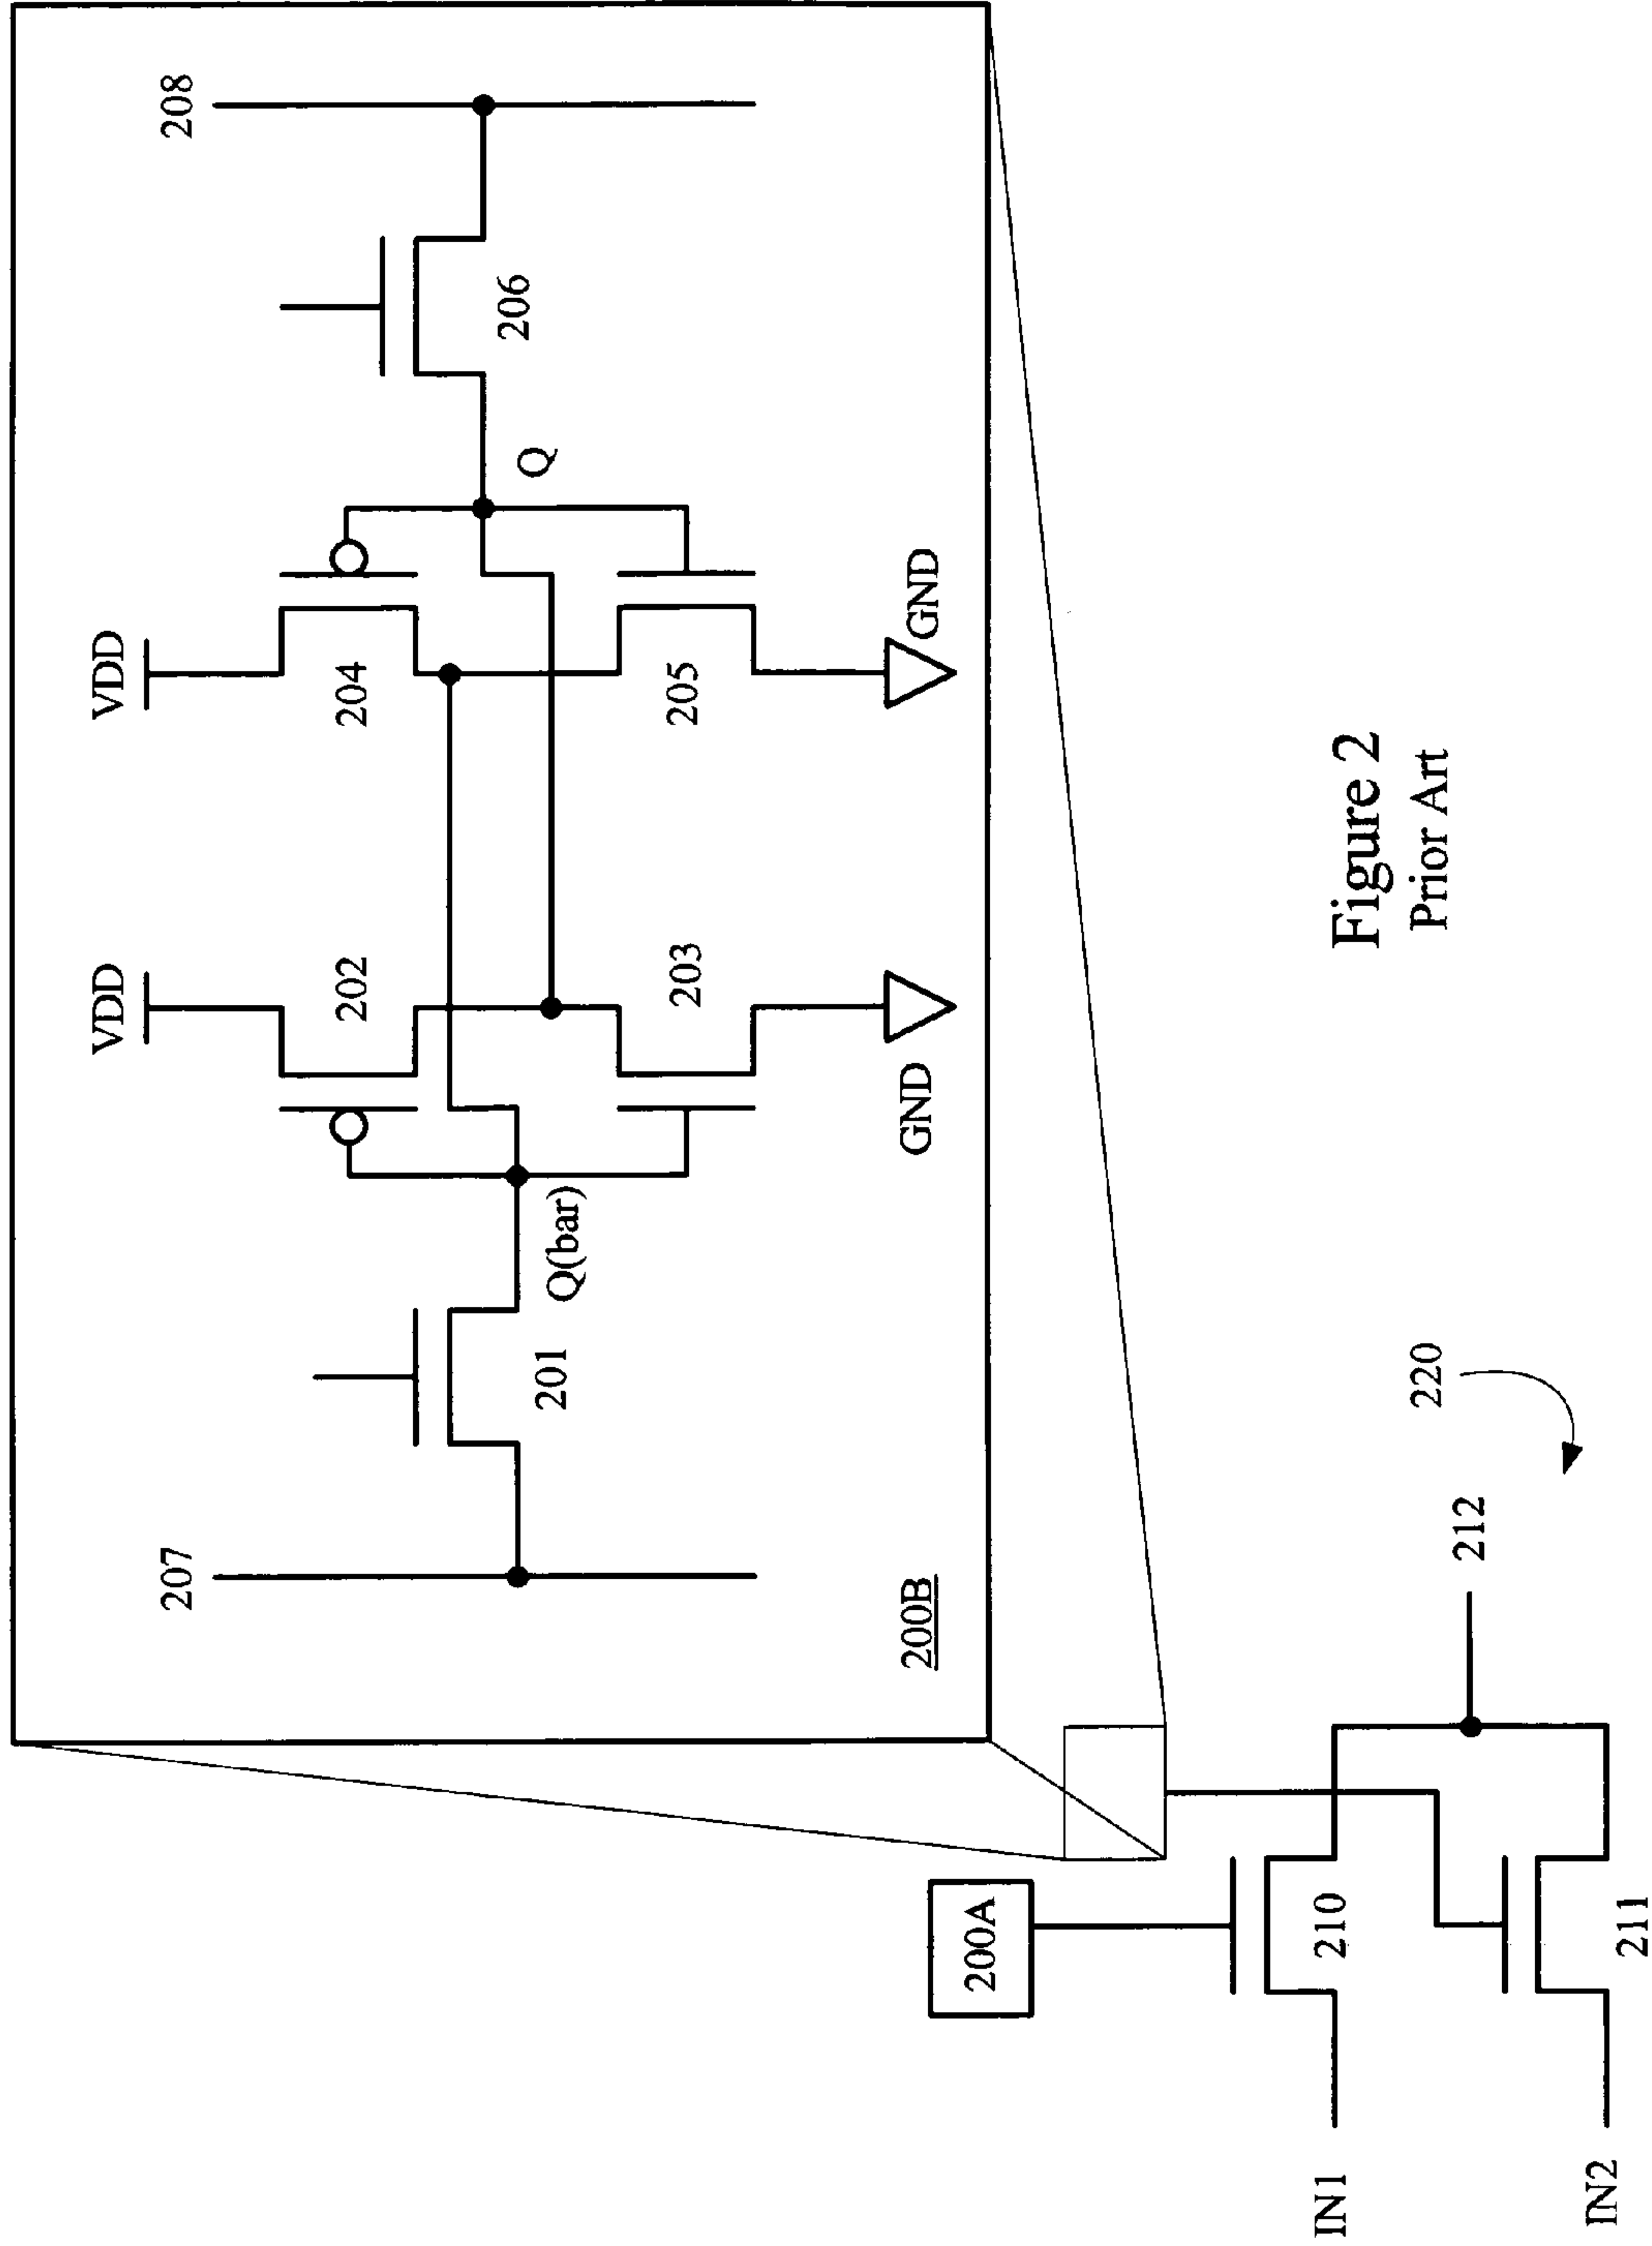 207
208
VDD
VDD
202
204
206
201
Q(bar)
Q
203
205
GND
GND
200B
200A
220
212
210
IN1
211
IN2
Figure 2
Prior Art